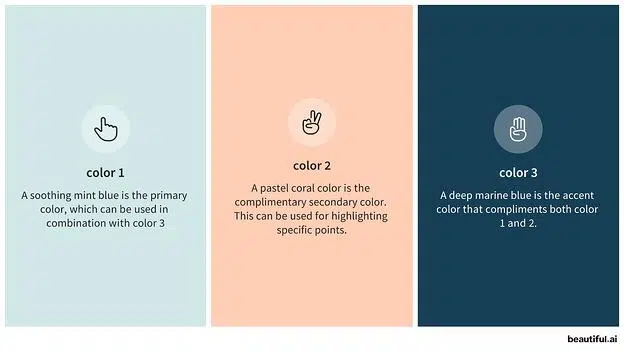 color 1
A soothing mint blue is the primary
color, which can be used in
combination with color 3
color 2
A pastel coral color is the
complimentary secondary color.
This can be used for highlighting
specific points.
color 3
A deep marine blue is the accent
color that compliments both color
1 and 2.
beautiful.ai